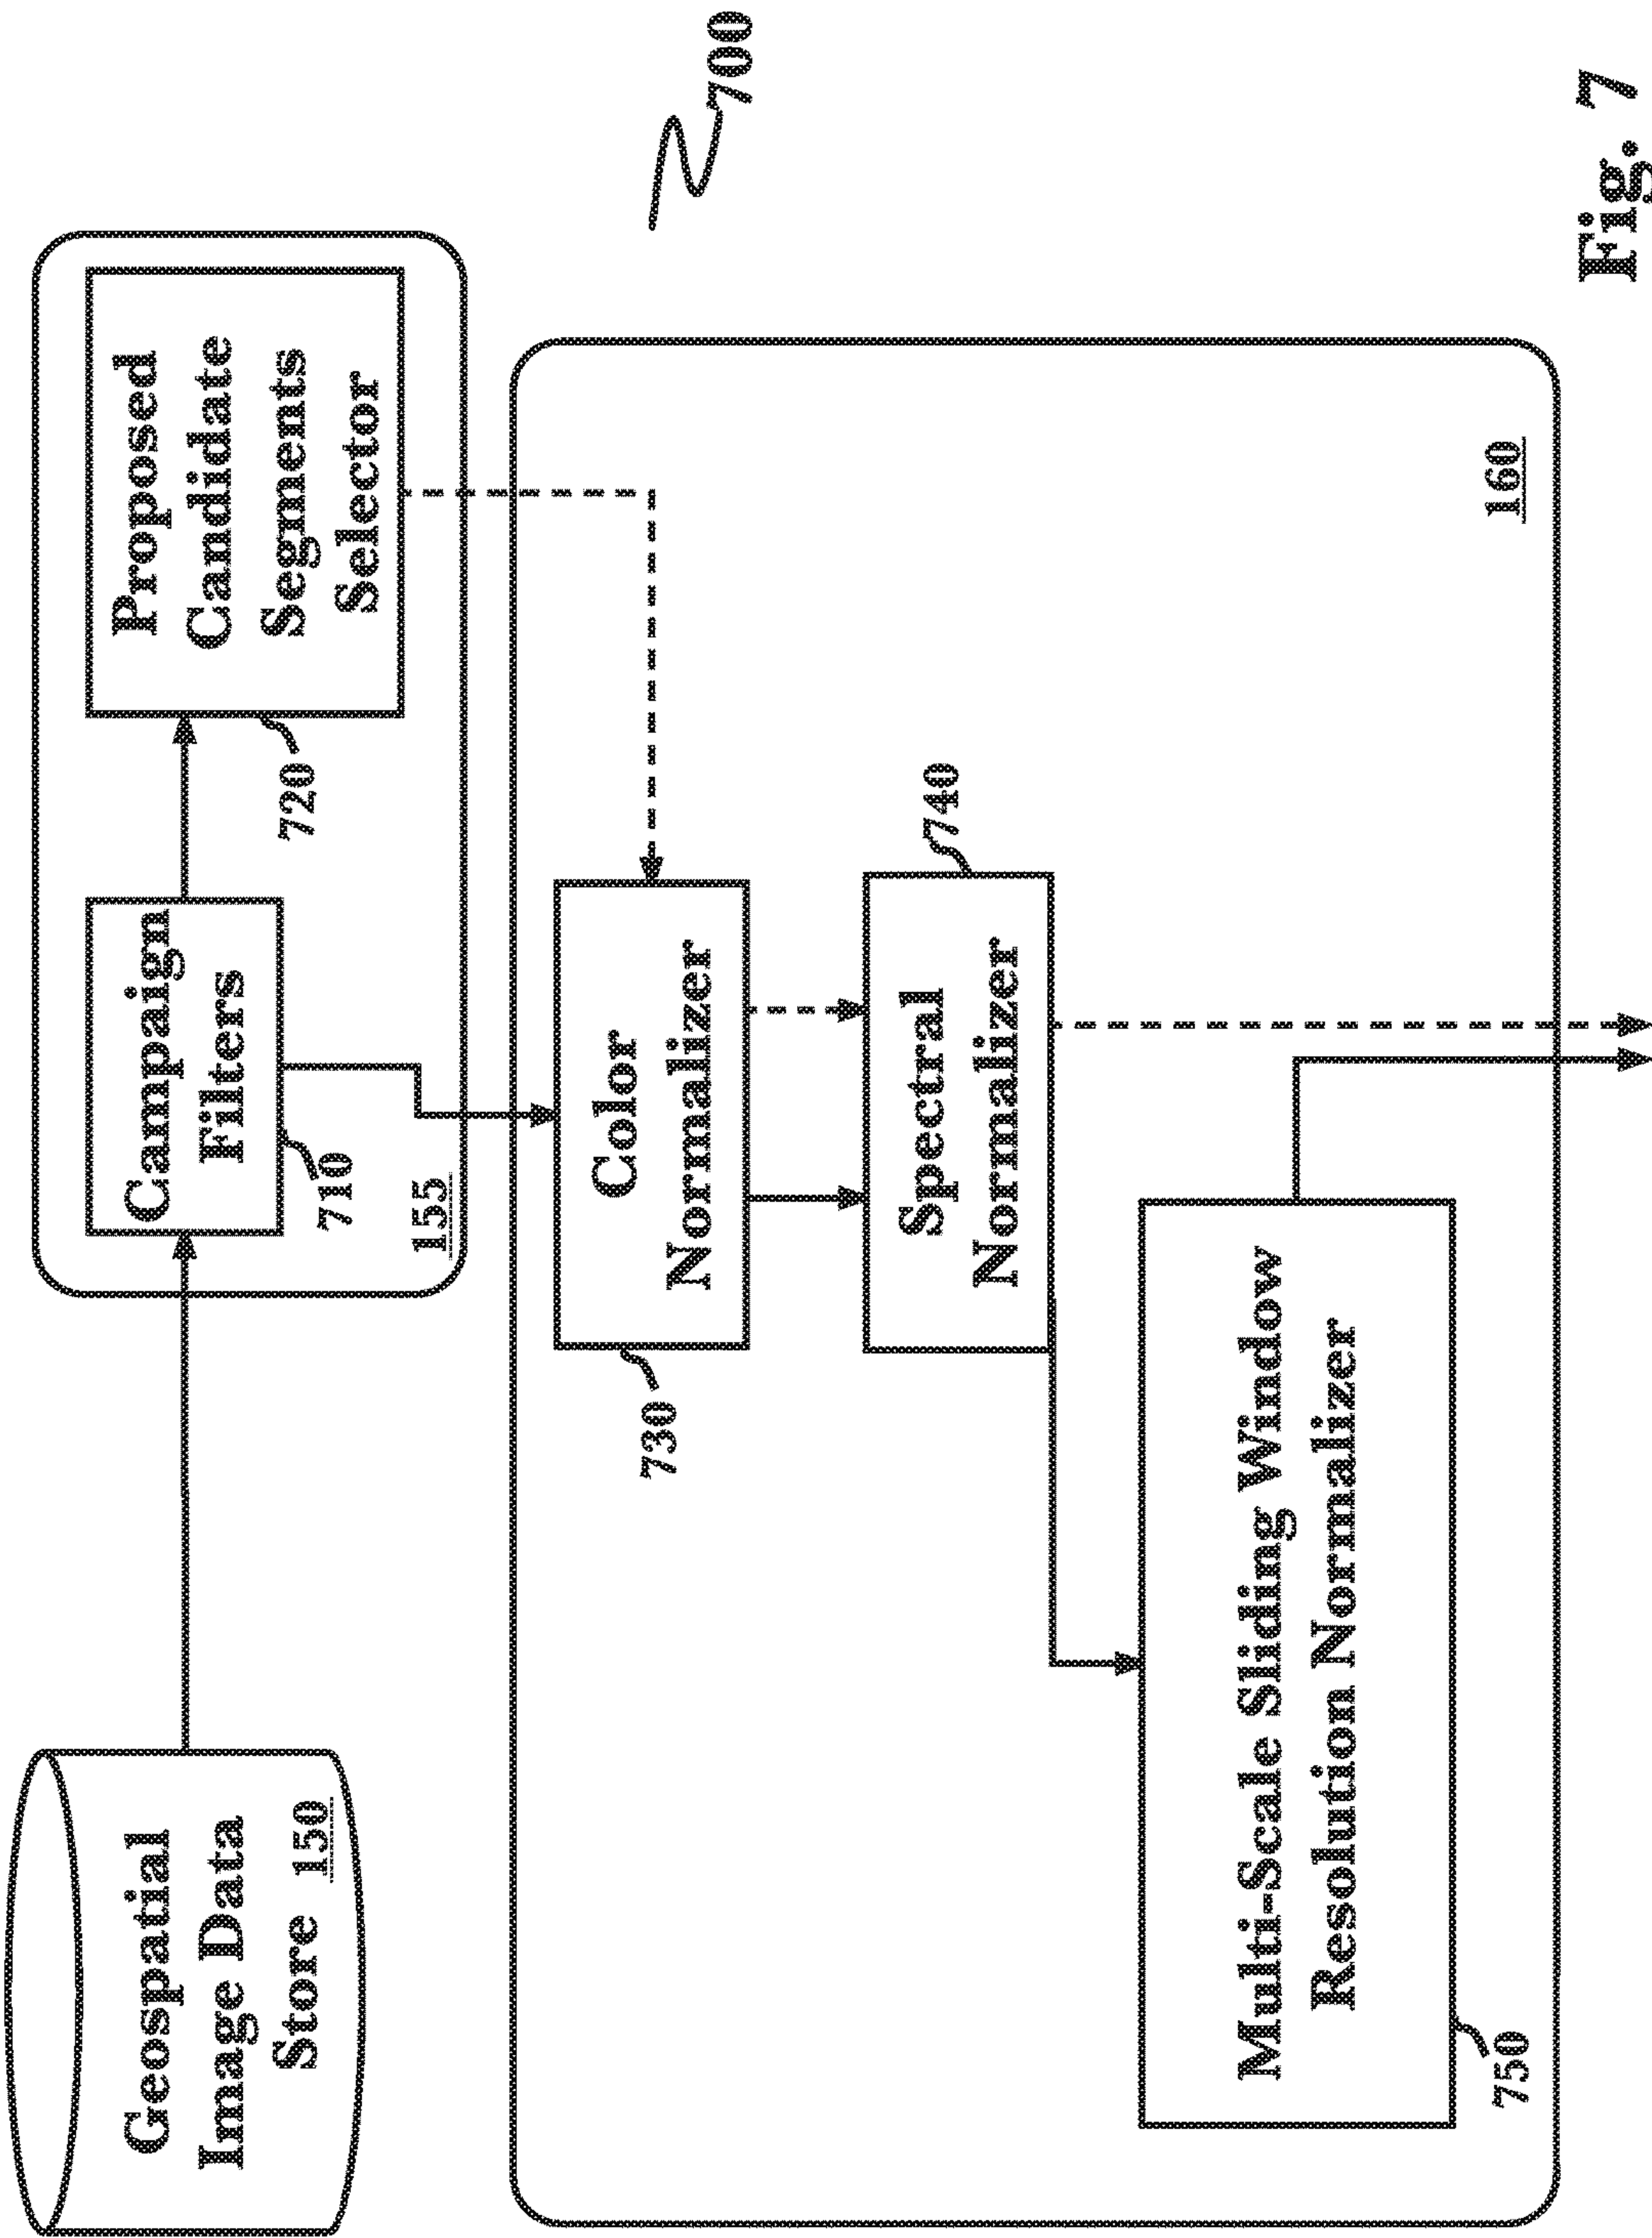 Geospatial
Image Data
Store 150
Campaign
Filters
710
155
Proposed
Candidate
Segments
Selector
720
700
Color
Normalizer
730
Spectral
Normalizer
740
Multi-Scale Sliding Window
Resolution Normalizer
750
160
Fig. 7